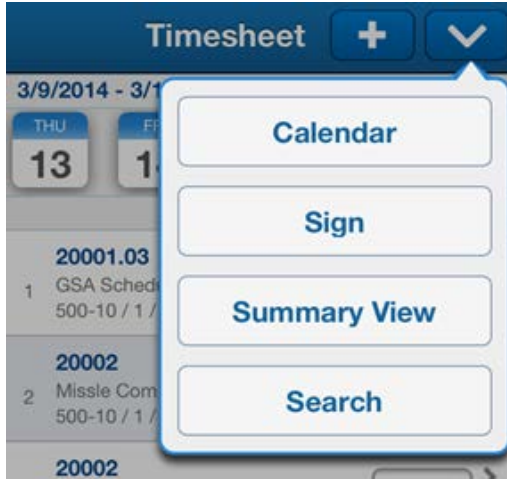 Timesheet +
3/9/2014 - 3/1
THU
13
1
Calendar
Sign
Summary View
Search
20001.03
1 GSA Sched
500-10 / 1 /
20002
2 Missle Com
500-10 / 1 /
20002